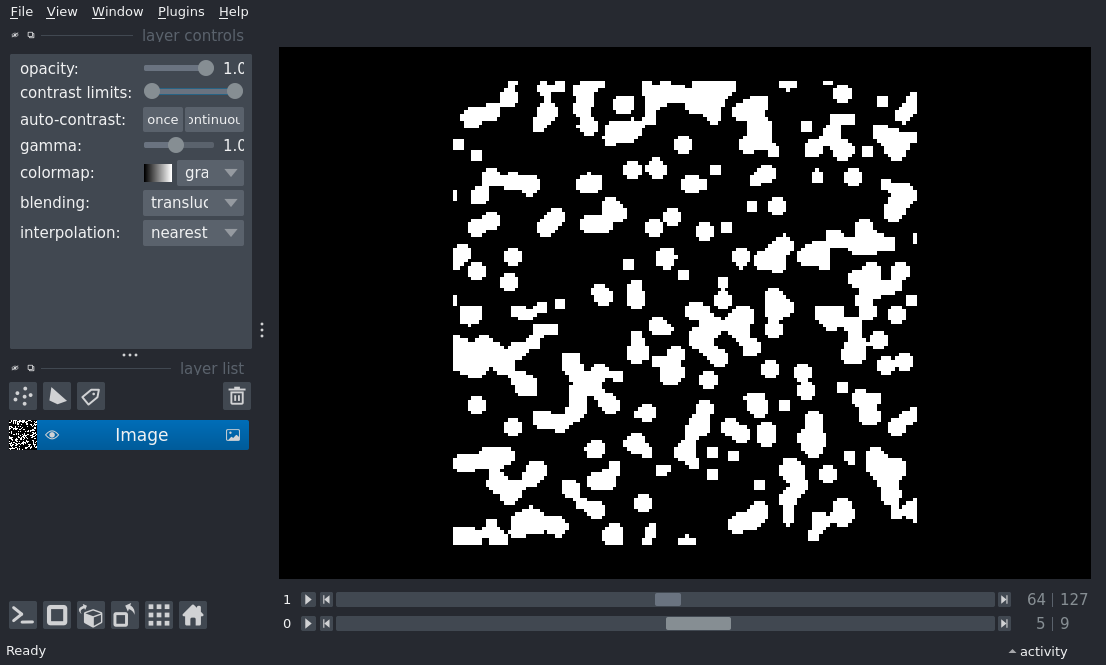 File View Window Plugins Help
layer controls
opacity: 1.0
contrast limits:
auto-contrast: once ontinuou
gamma: 1.0
colormap: gra
blending: transluc
interpolation: nearest
layer list
Image
1 64 | 127
0 5 | 9
Ready activity